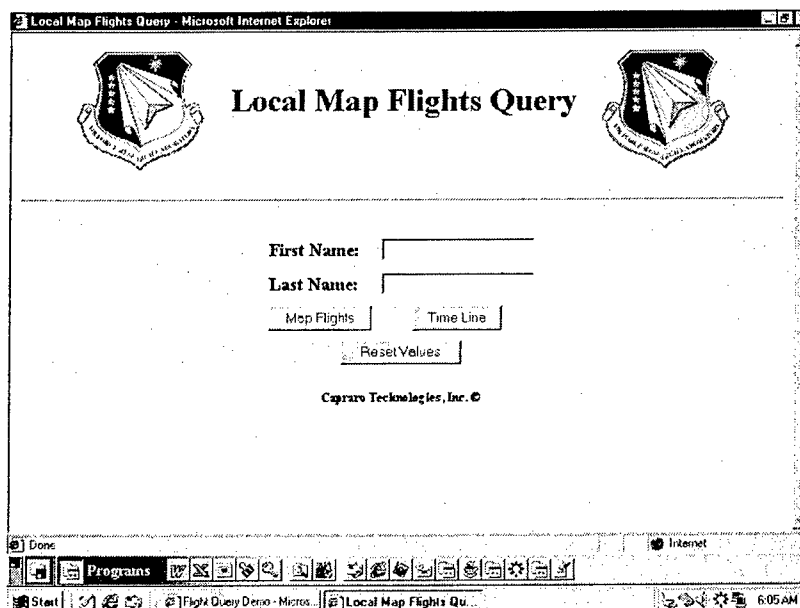 Local Map Flights Query - Microsoft Internet Explorer
Local Map Flights Query
First Name:
Last Name:
Map Flights
Time Line
Reset Values
Capraro Technologies, Inc. ©
Done
Internet
Programs
Start
Flight Query Demo - Micros...
Local Map Flights Qu...
6:05 AM